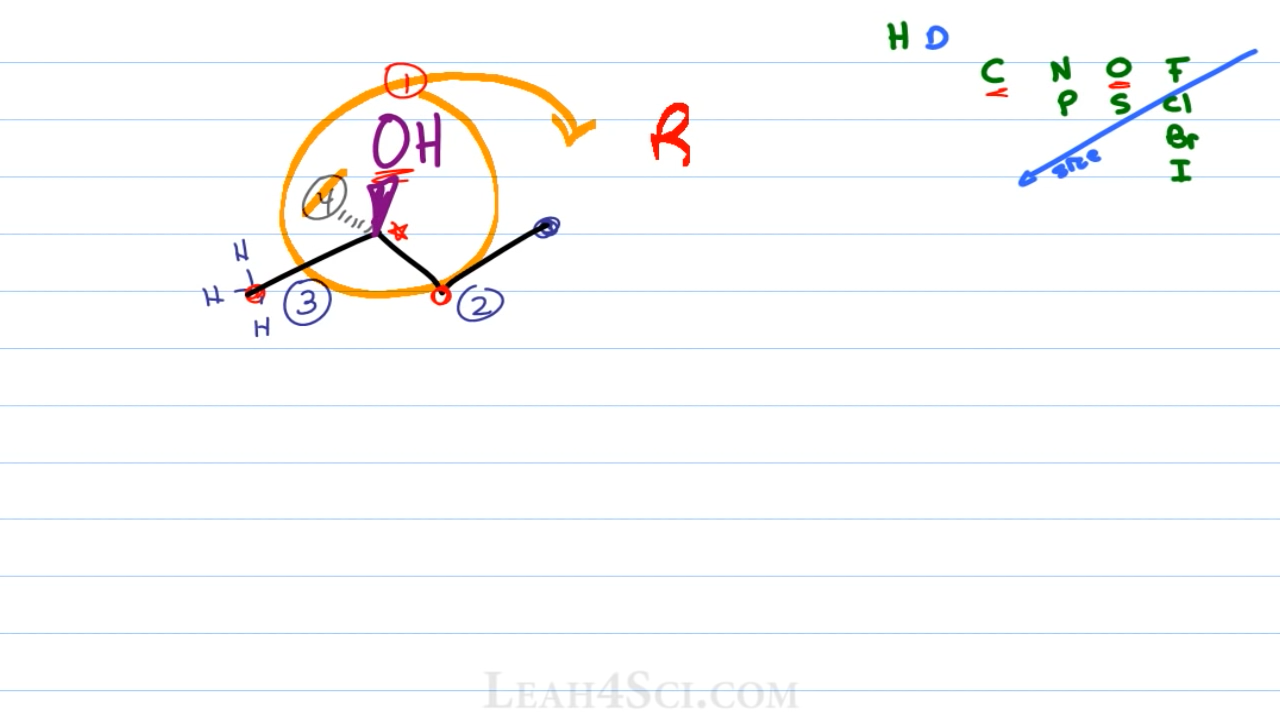 H D
C N O F
P S Cl
Br
I
size
1
OH
R
4
H
H
3
2
H
LEAH4SCI.COM